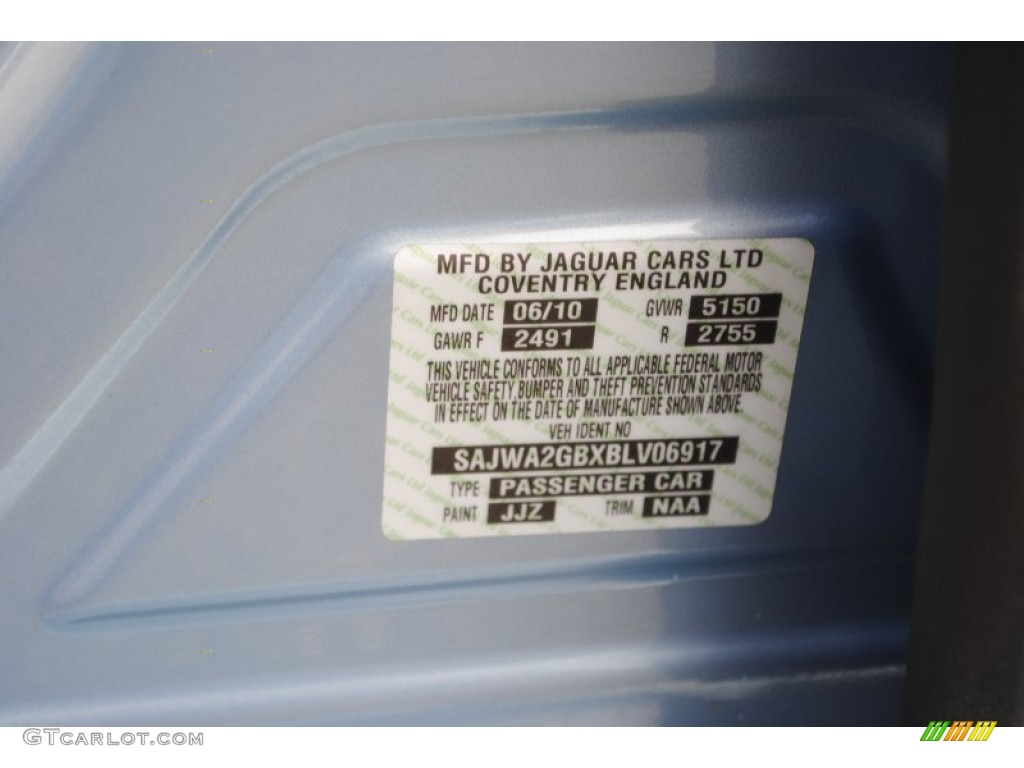 MFD BY JAGUAR CARS LTD
COVENTRY ENGLAND
MFD DATE 06/10 GVWR 5150
GAWR F 2491 R 2755
THIS VEHICLE CONFORMS TO ALL APPLICABLE FEDERAL MOTOR
VEHICLE SAFETY, BUMPER AND THEFT PREVENTION STANDARDS
IN EFFECT ON THE DATE OF MANUFACTURE SHOWN ABOVE
VEH IDENT NO
SAJWA2GBXBLV06917
TYPE PASSENGER CAR
PAINT JJZ TRIM NAA
GTCARLOT.COM